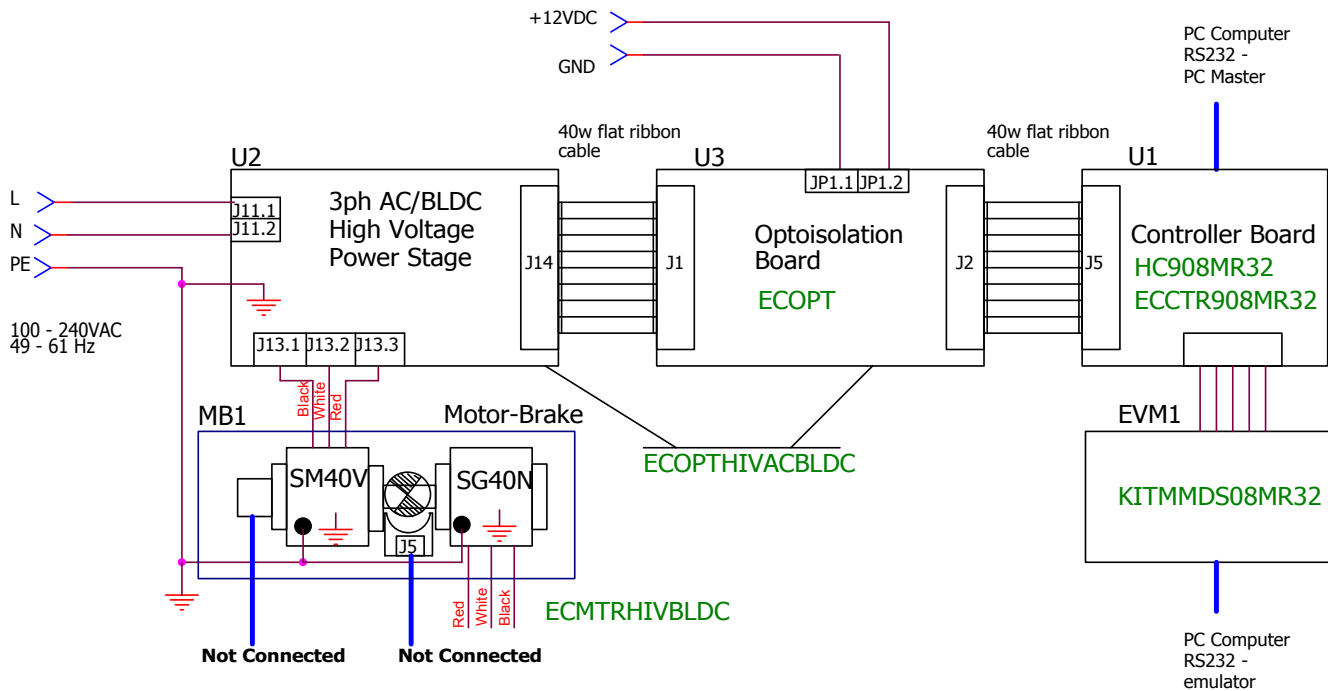 +12VDC
GND
PC Computer
RS232 -
PC Master
40w flat ribbon
cable
40w flat ribbon
cable
U2
U3
U1
L
N
PE
100 - 240VAC
49 - 61 Hz
J11.1
J11.2
3ph AC/BLDC
High Voltage
Power Stage
J14
J13.1
J13.2
J13.3
J1
JP1.1
JP1.2
Optoisolation
Board
ECOPT
J2
J5
Controller Board
HC908MR32
ECCTR908MR32
Black
White
Red
MB1
Motor-Brake
SM40V
SG40N
J5
ECOPTHIVACBLDC
EVM1
KITMMDS08MR32
Red
White
Black
ECMTRHIVBLDC
Not Connected
Not Connected
PC Computer
RS232 -
emulator